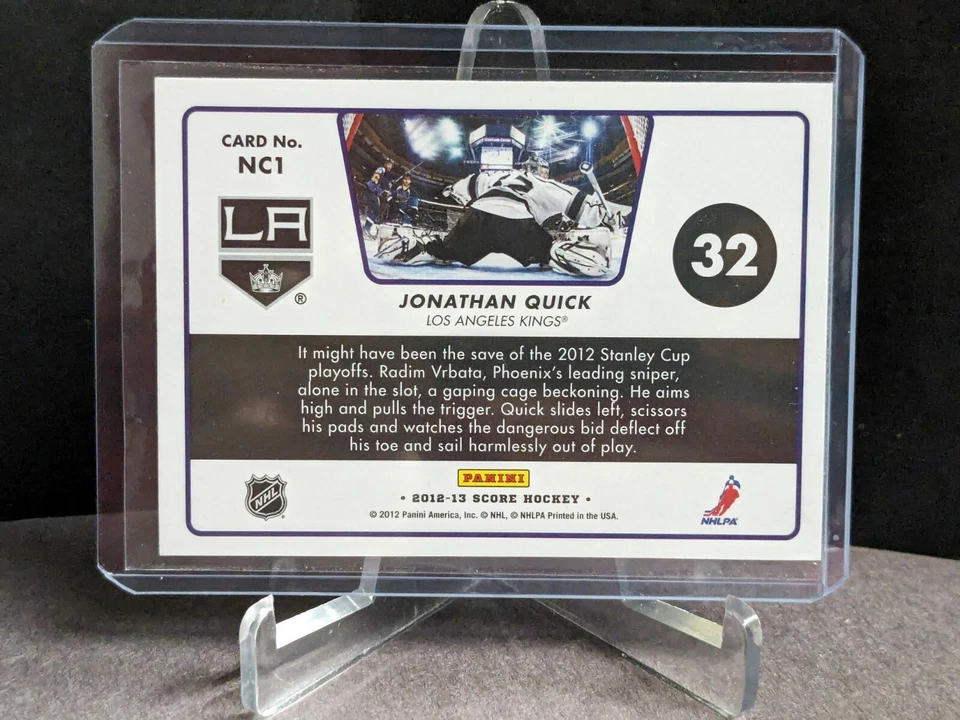 CARD No.
NC1
LA
®
32
32
JONATHAN QUICK
LOS ANGELES KINGS®
It might have been the save of the 2012 Stanley Cup
playoffs. Radim Vrbata, Phoenix's leading sniper,
alone in the slot, a gaping cage beckoning. He aims
high and pulls the trigger. Quick slides left, scissors
his pads and watches the dangerous bid deflect off
his toe and sail harmlessly out of play.
PANINI
• 2012-13 SCORE HOCKEY •
© 2012 Panini America, Inc. © NHL, © NHLPA Printed in the USA.
NHL
NHLPA